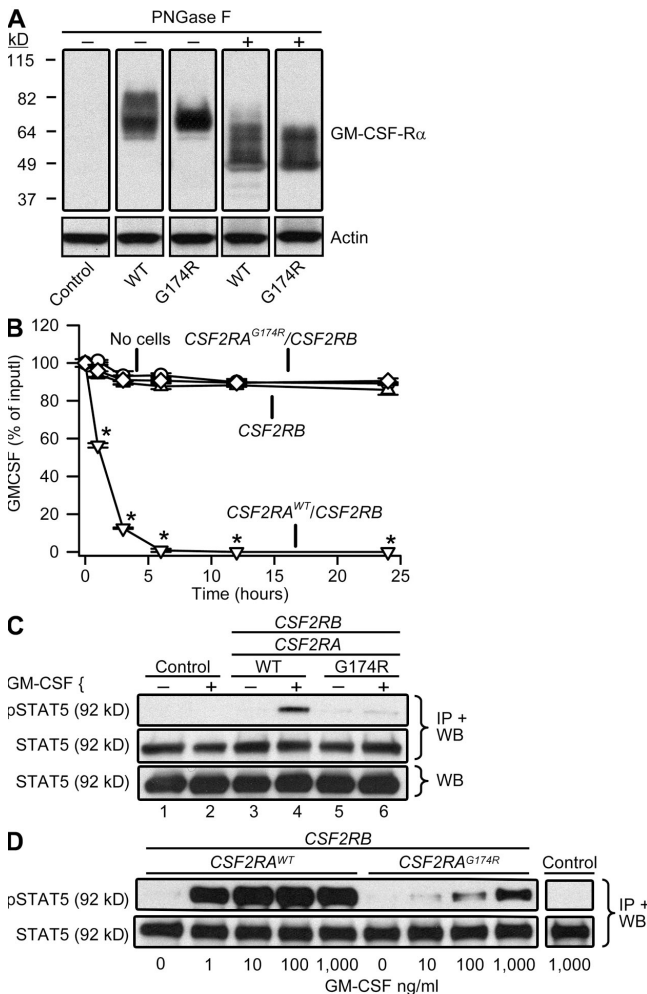 A
PNGase F
kD
– – – + +
115
82
64
49
37
GM-CSF-Rα
Actin
Control WT G174R WT G174R
B
GMCSF (% of inputl)
120
100
80
60
40
20
0
No cells CSF2RA^G174R/CSF2RB
CSF2RB
CSF2RA^WT/CSF2RB
* * * * *
0 5 10 15 20 25
Time (hours)
C
CSF2RB
CSF2RA
Control WT G174R
GM-CSF { – + – + – +
pSTAT5 (92 kD)
STAT5 (92 kD)
IP +
WB
STAT5 (92 kD) WB
1 2 3 4 5 6
D
CSF2RB
CSF2RA^WT CSF2RA^G174R Control
pSTAT5 (92 kD)
STAT5 (92 kD)
IP +
WB
0 1 10 100 1,000 0 10 100 1,000 1,000
GM-CSF ng/ml